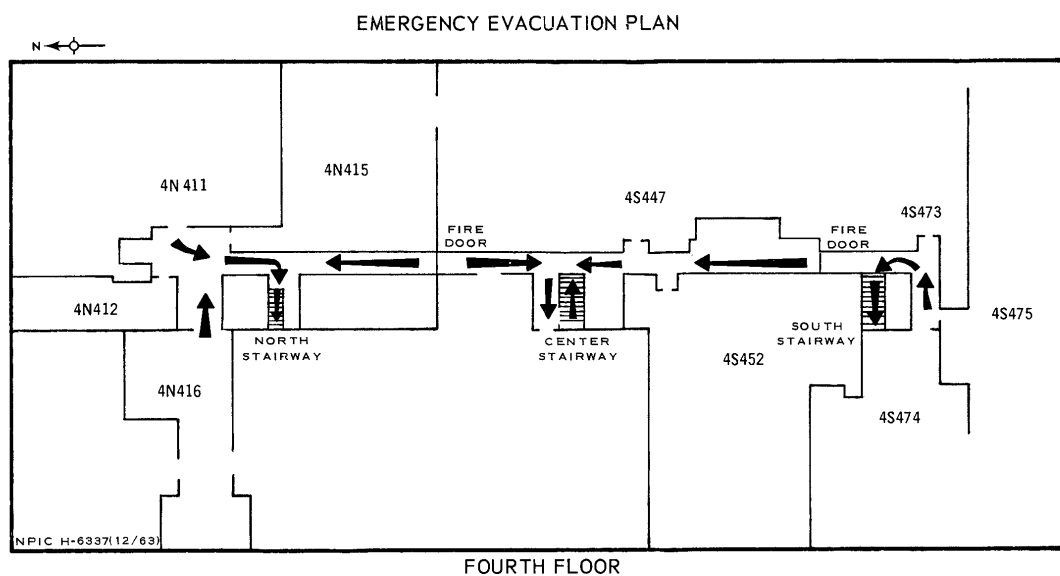 EMERGENCY EVACUATION PLAN
N
4N411
4N415
4S447
4S473
FIRE
DOOR
FIRE
DOOR
4N412
4S475
NORTH
STAIRWAY
CENTER
STAIRWAY
SOUTH
STAIRWAY
4S452
4N416
4S474
NPIC H-6337(12/63)
FOURTH FLOOR